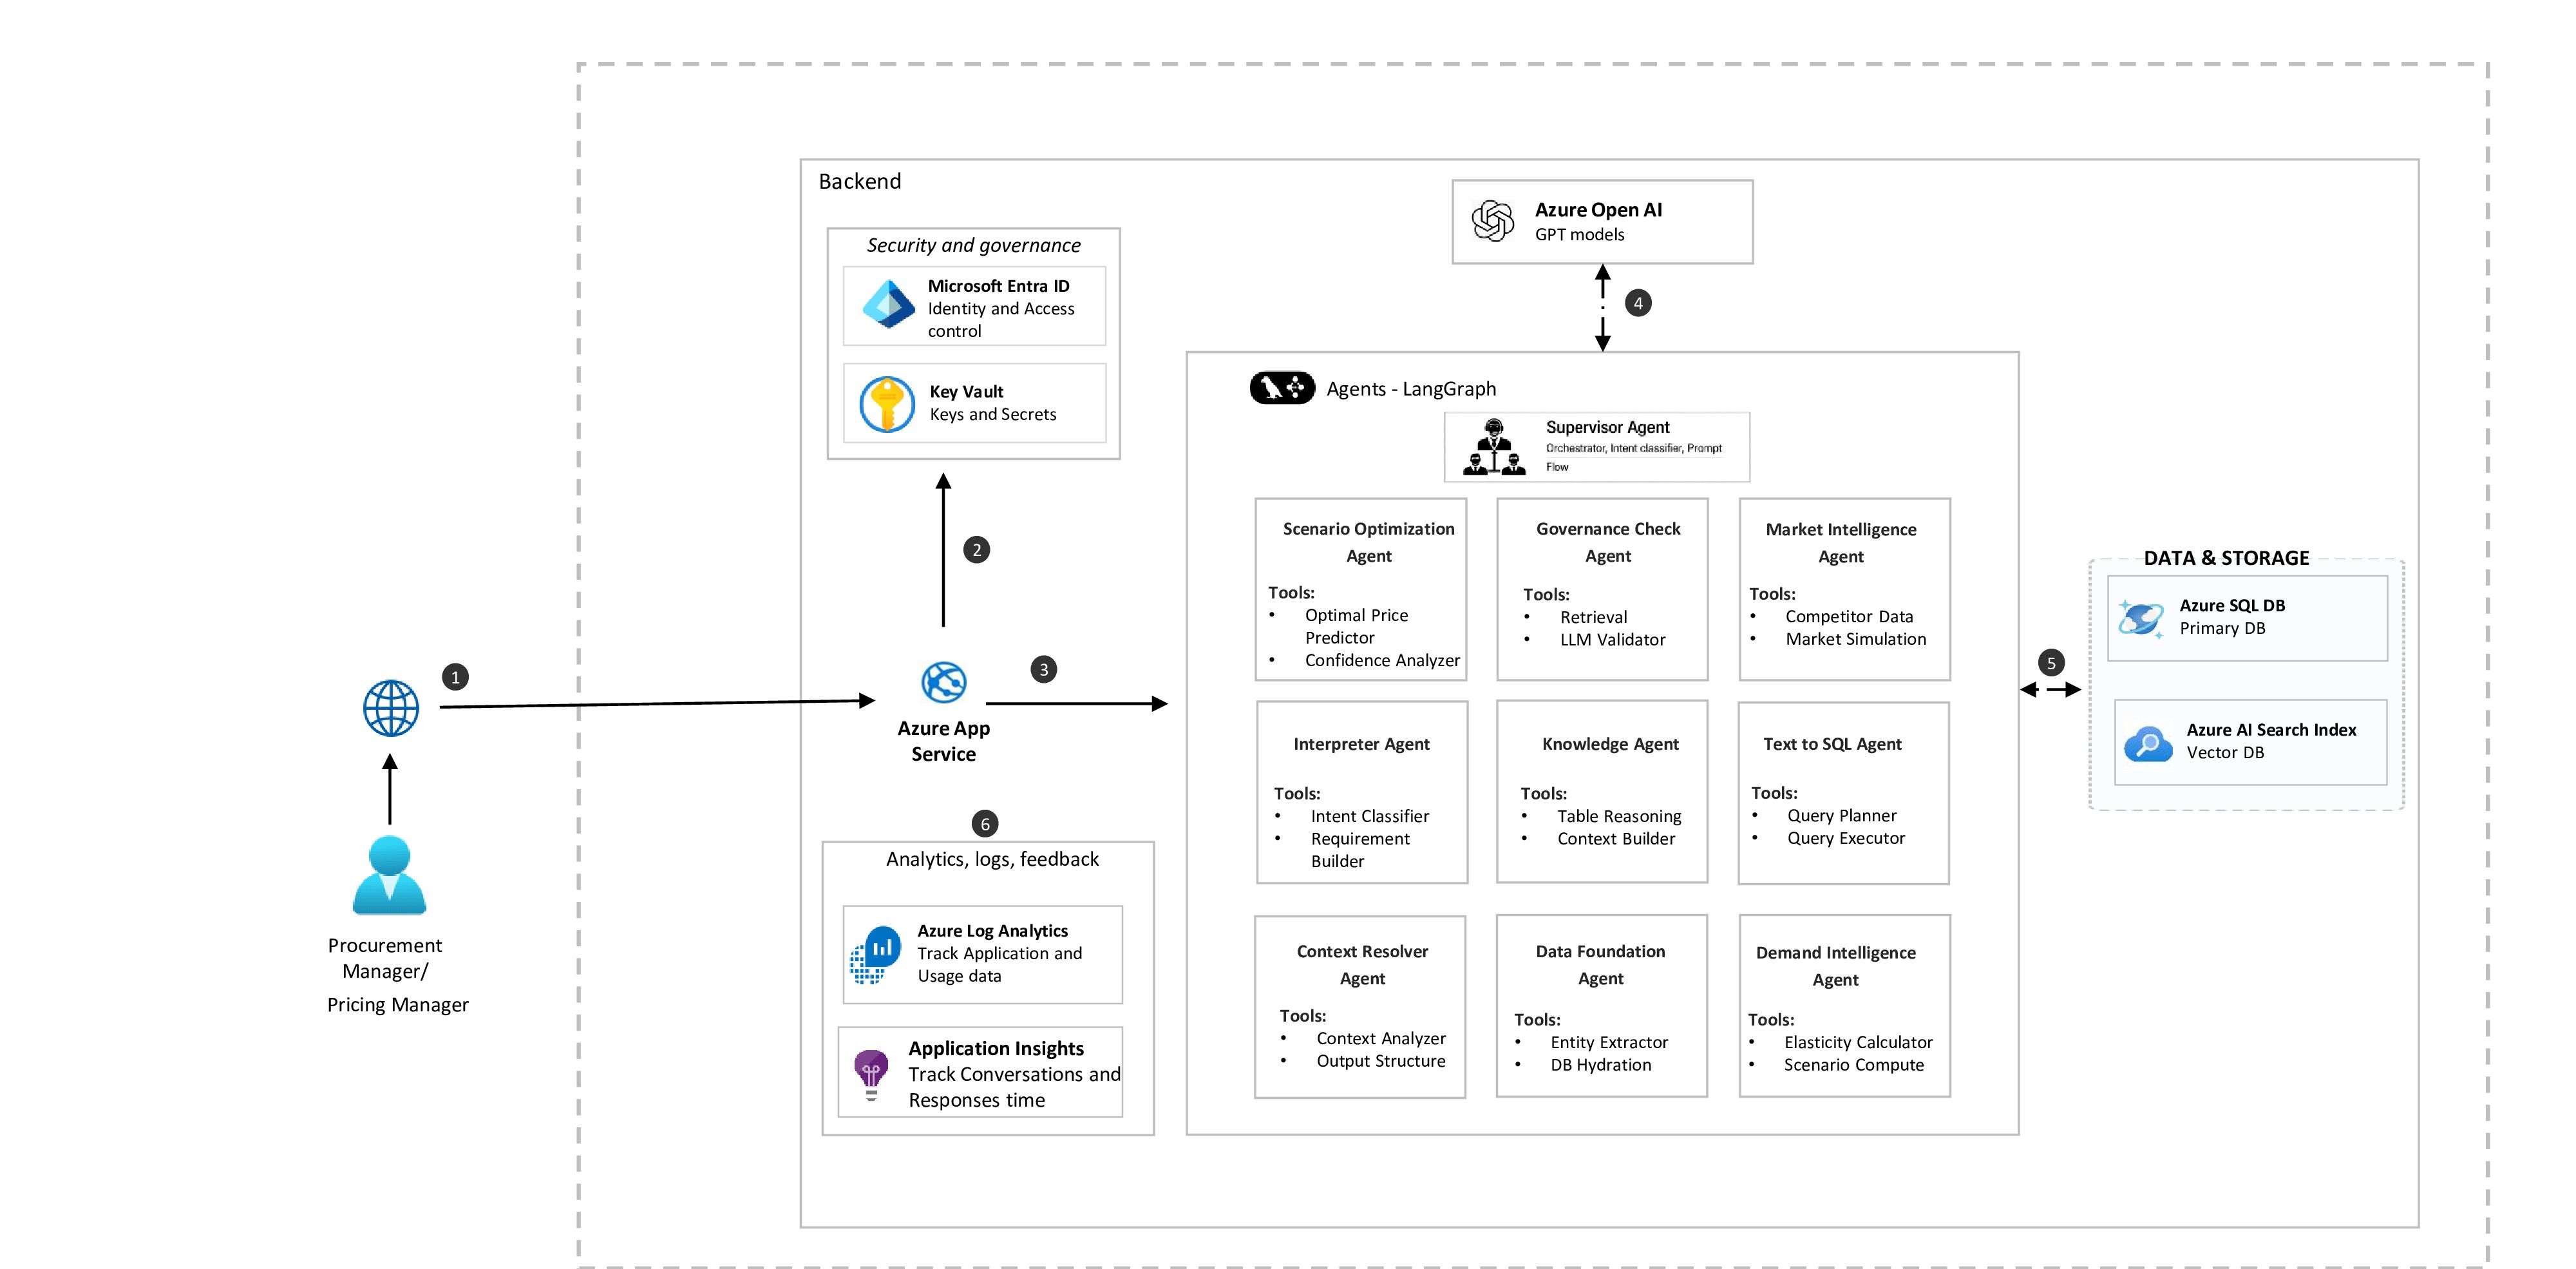 Backend
Security and governance
Microsoft Entra ID
Identity and Access
control
Key Vault
Keys and Secrets
Azure Open AI
GPT models
4
Agents - LangGraph
Supervisor Agent
Orchestrator, Intent classifier, Prompt
Flow
2
Scenario Optimization
Agent
Tools:
• Optimal Price
Predictor
• Confidence Analyzer
Governance Check
Agent
Tools:
• Retrieval
• LLM Validator
Market Intelligence
Agent
Tools:
• Competitor Data
• Market Simulation
DATA & STORAGE
Azure SQL DB
Primary DB
5
Azure AI Search Index
Vector DB
1
3
Azure App
Service
Interpreter Agent
Tools:
• Intent Classifier
• Requirement
Builder
Knowledge Agent
Tools:
• Table Reasoning
• Context Builder
Text to SQL Agent
Tools:
• Query Planner
• Query Executor
6
Analytics, logs, feedback
Azure Log Analytics
Track Application and
Usage data
Application Insights
Track Conversations and
Responses time
Procurement
Manager/
Pricing Manager
Context Resolver
Agent
Tools:
• Context Analyzer
• Output Structure
Data Foundation
Agent
Tools:
• Entity Extractor
• DB Hydration
Demand Intelligence
Agent
Tools:
• Elasticity Calculator
• Scenario Compute